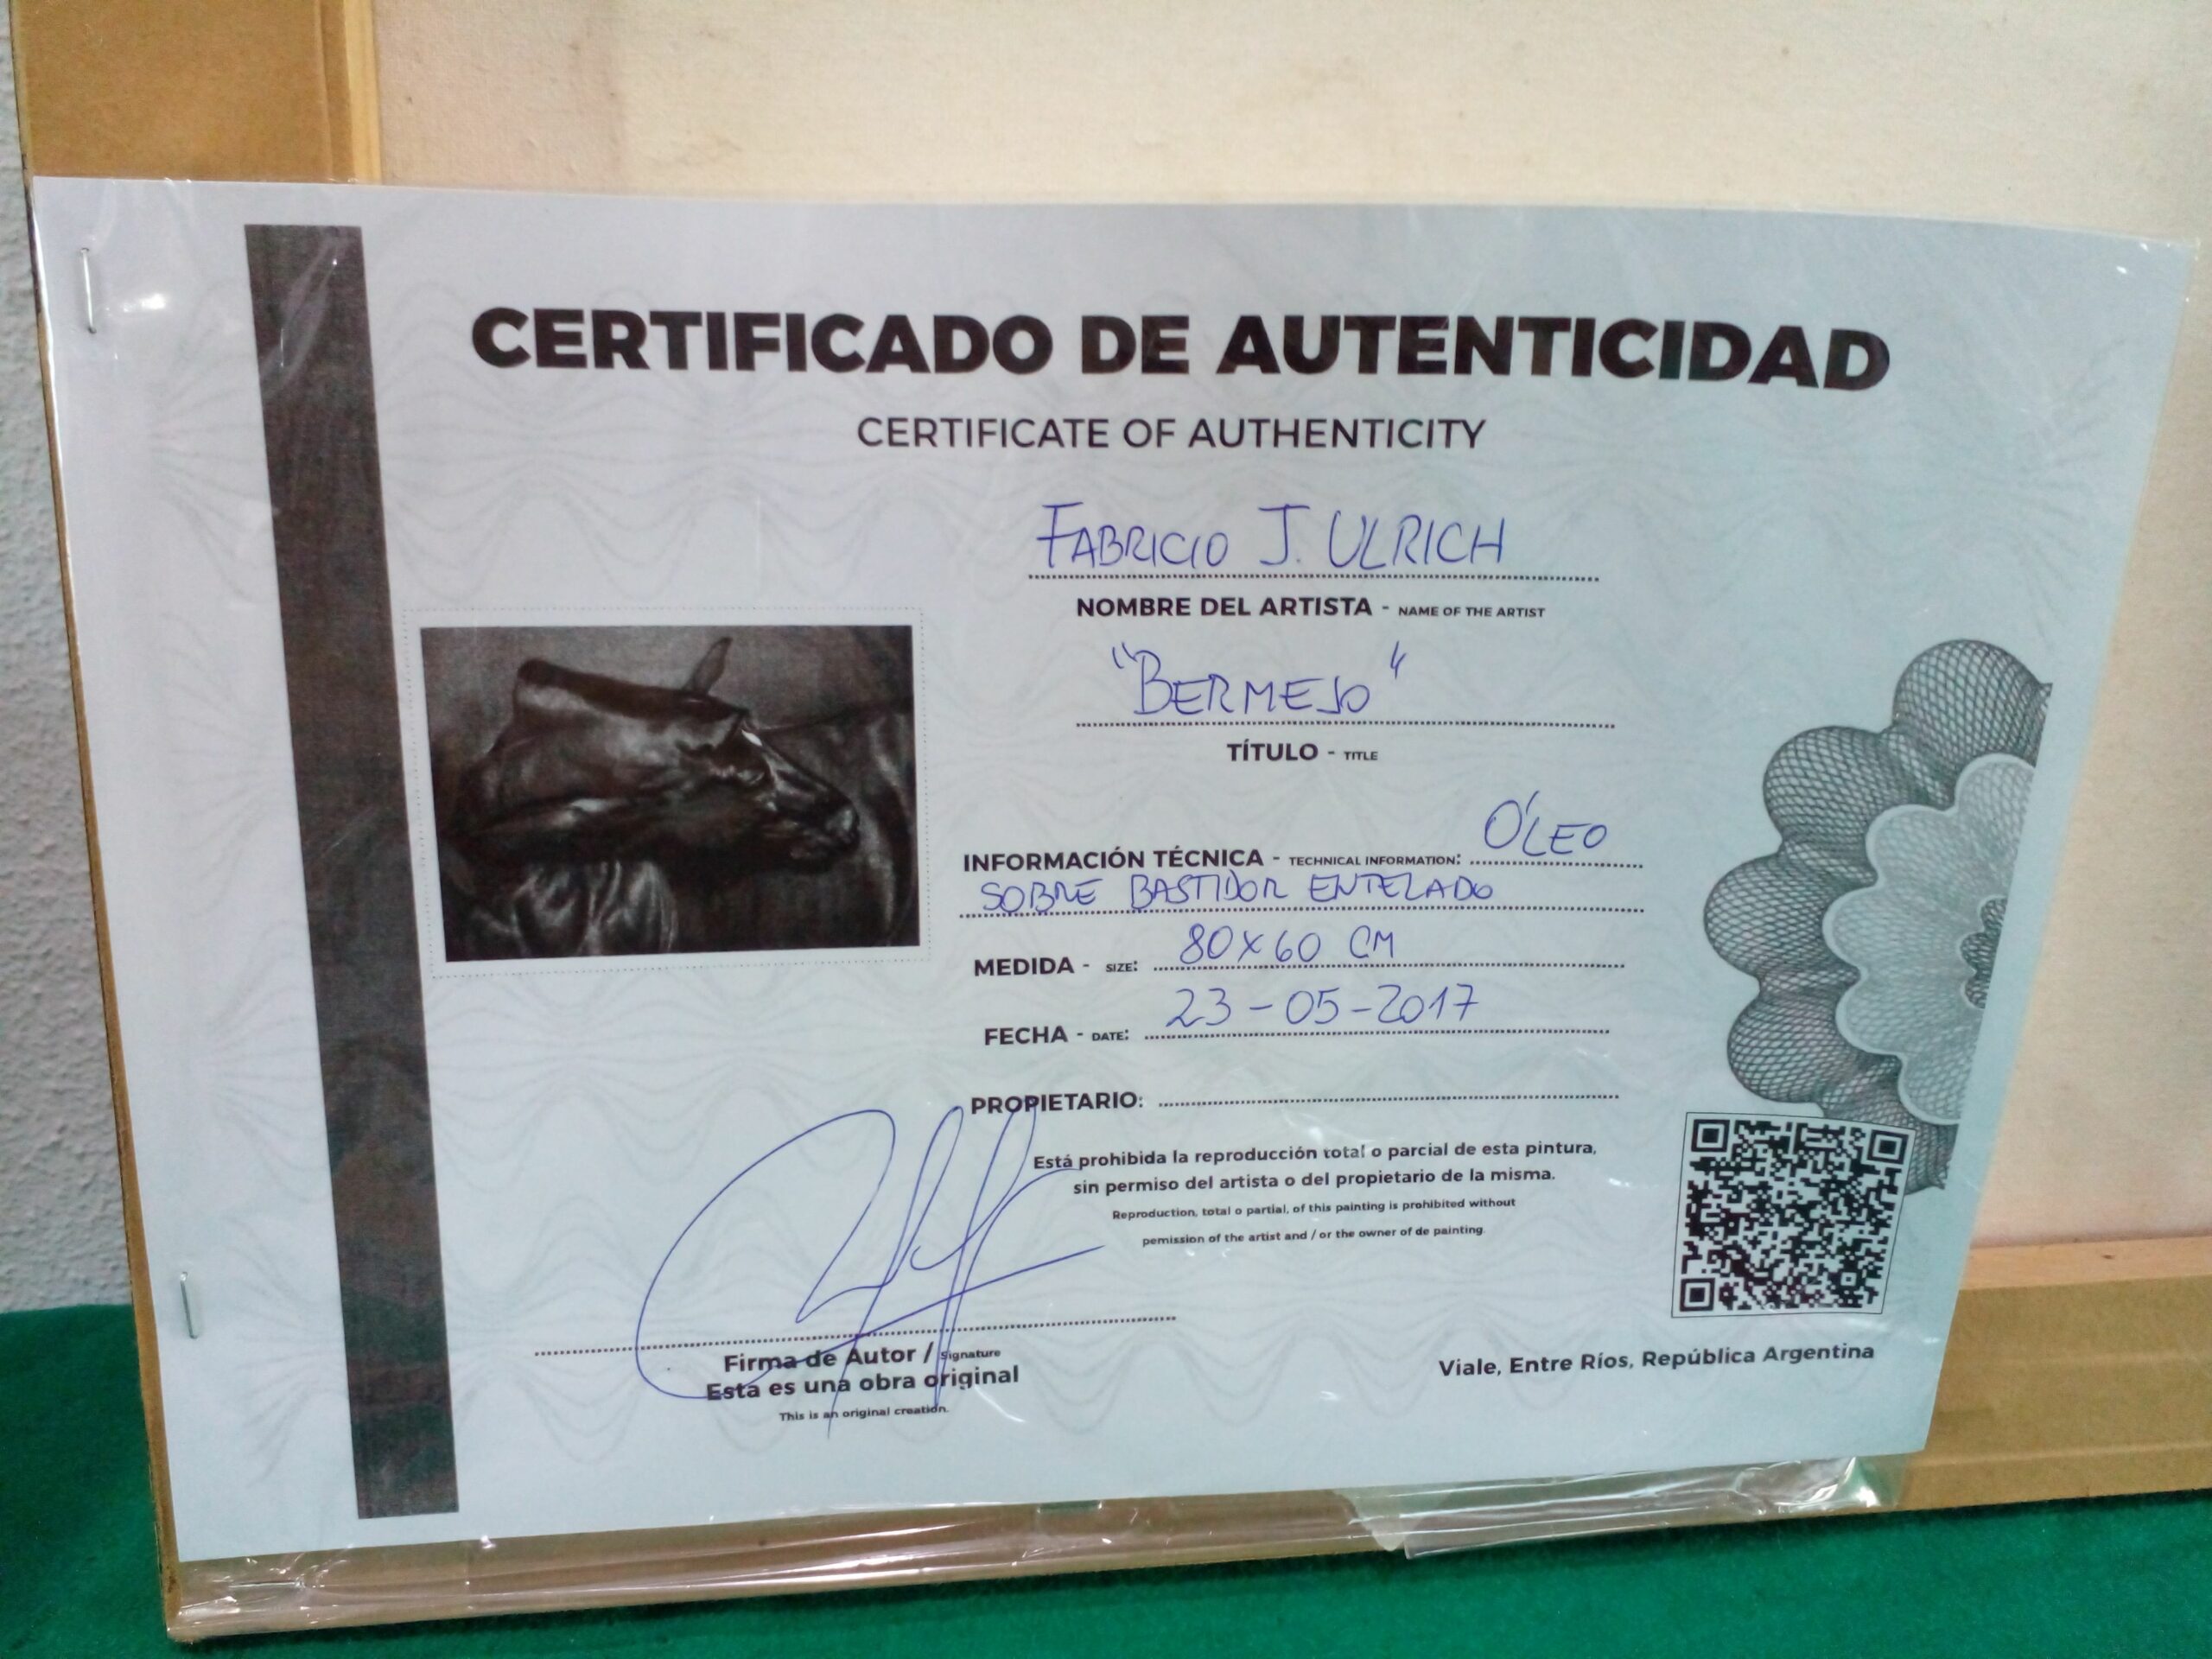 CERTIFICADO DE AUTENTICIDAD
CERTIFICATE OF AUTHENTICITY
FABRICIO J. ULRICH
NOMBRE DEL ARTISTA - NAME OF THE ARTIST
"BERMEJO"
TÍTULO - TITLE
INFORMACIÓN TÉCNICA - TECHNICAL INFORMATION: ÓLEO
SOBRE BASTIDOR ENTELADO
MEDIDA - SIZE: 80X60 CM
FECHA - DATE: 23-05-2017
PROPIETARIO:
Está prohibida la reproducción total o parcial de esta pintura,
sin permiso del artista o del propietario de la misma.
Reproduction, total o partial, of this painting is prohibited without
pemission of the artist and / or the owner of de painting.
Firma de Autor / Signature
Esta es una obra original
This is an original creation.
Viale, Entre Ríos, República Argentina